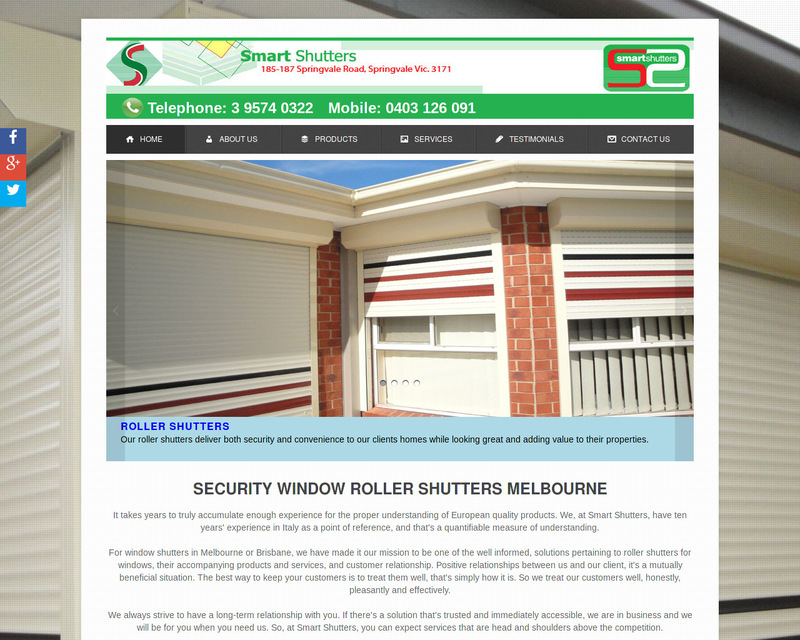 Smart Shutters
185-187 Springvale Road, Springvale Vic. 3171
smartshutters
Telephone: 3 9574 0322 Mobile: 0403 126 091
HOME ABOUT US PRODUCTS SERVICES TESTIMONIALS CONTACT US
ROLLER SHUTTERS
Our roller shutters deliver both security and convenience to our clients homes while looking great and adding value to their properties.
SECURITY WINDOW ROLLER SHUTTERS MELBOURNE
It takes years to truly accumulate enough experience for the proper understanding of European quality products. We, at Smart Shutters, have ten
years' experience in Italy as a point of reference, and that's a quantifiable measure of understanding.
For window shutters in Melbourne or Brisbane, we have made it our mission to be one of the well informed, solutions pertaining to roller shutters for
windows, their accompanying products and services, and customer relationship. Positive relationships between us and our client, it's a mutually
beneficial situation. The best way to keep your customers is to treat them well, that's simply how it is. So we treat our customers well, honestly,
pleasantly and effectively.
We always strive to have a long-term relationship with you. If there's a solution that's trusted and immediately accessible, we are in business and we
will be for you when you need us. So, at Smart Shutters, you can expect services that are head and shoulders above the competition.